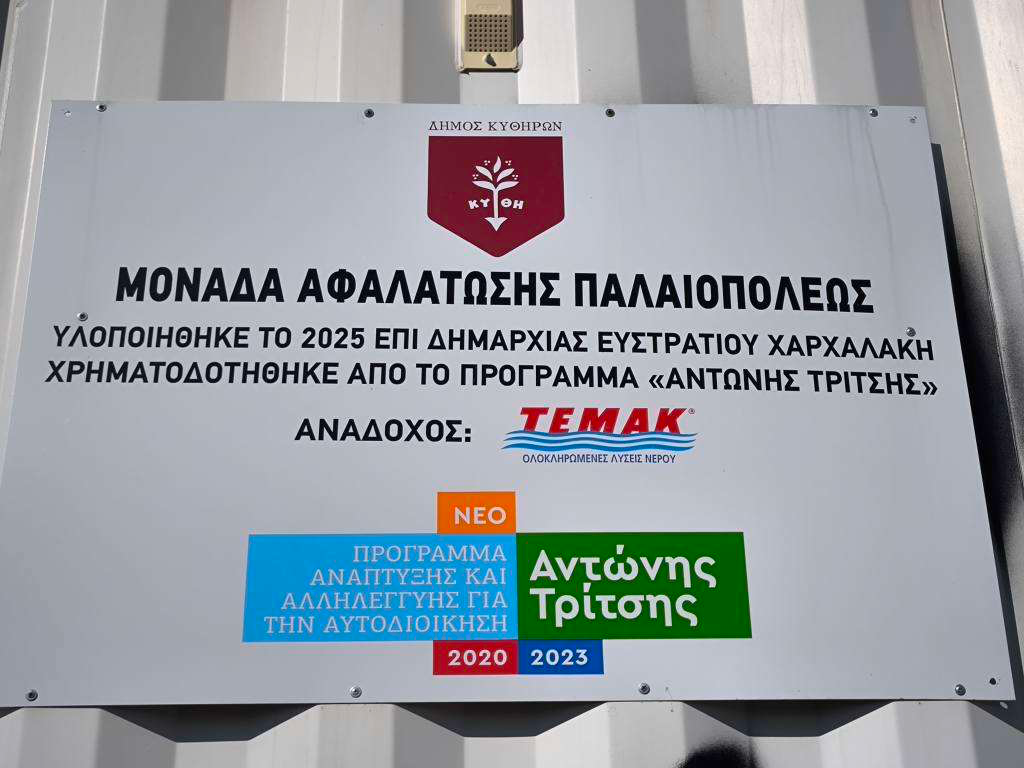 ΔΗΜΟΣ ΚΥΘΗΡΩΝ
ΚΥΘΗ
ΜΟΝΑΔΑ ΑΦΑΛΑΤΩΣΗΣ ΠΑΛΑΙΟΠΟΛΕΩΣ
ΥΛΟΠΟΙΗΘΗΚΕ ΤΟ 2025 ΕΠΙ ΔΗΜΑΡΧΙΑΣ ΕΥΣΤΡΑΤΙΟΥ ΧΑΡΧΑΛΑΚΗ
ΧΡΗΜΑΤΟΔΟΤΗΘΗΚΕ ΑΠΟ ΤΟ ΠΡΟΓΡΑΜΜΑ «ΑΝΤΩΝΗΣ ΤΡΙΤΣΗΣ»
ΑΝΑΔΟΧΟΣ: ΤΕΜΑΚ®
ΟΛΟΚΛΗΡΩΜΕΝΕΣ ΛΥΣΕΙΣ ΝΕΡΟΥ
ΝΕΟ
ΠΡΟΓΡΑΜΜΑ
ΑΝΑΠΤΥΞΗΣ ΚΑΙ
ΑΛΛΗΛΕΓΓΥΗΣ ΓΙΑ
ΤΗΝ ΑΥΤΟΔΙΟΙΚΗΣΗ
Αντώνης
Τρίτσης
2020 2023